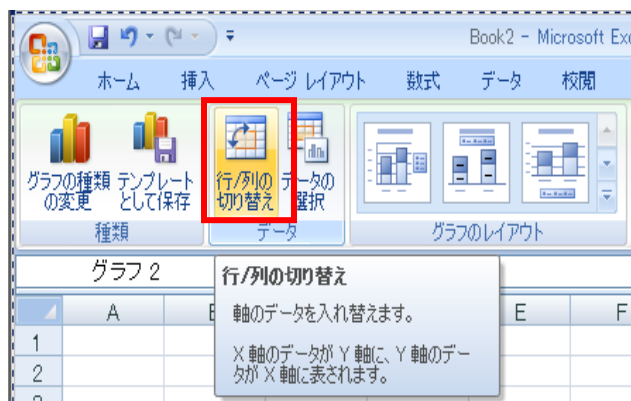 Book2 - Microsoft Exc
ホーム 挿入 ページ レイアウト 数式 データ 校閲
グラフの種類 テンプレート 行/列の データの
の変更 として保存 切り替え 選択
種類 データ グラフのレイアウト
グラフ 2
行/列の切り替え
A E F
軸のデータを入れ替えます。
1
X 軸のデータが Y 軸に、Y 軸のデー
2
タが X 軸に表されます。